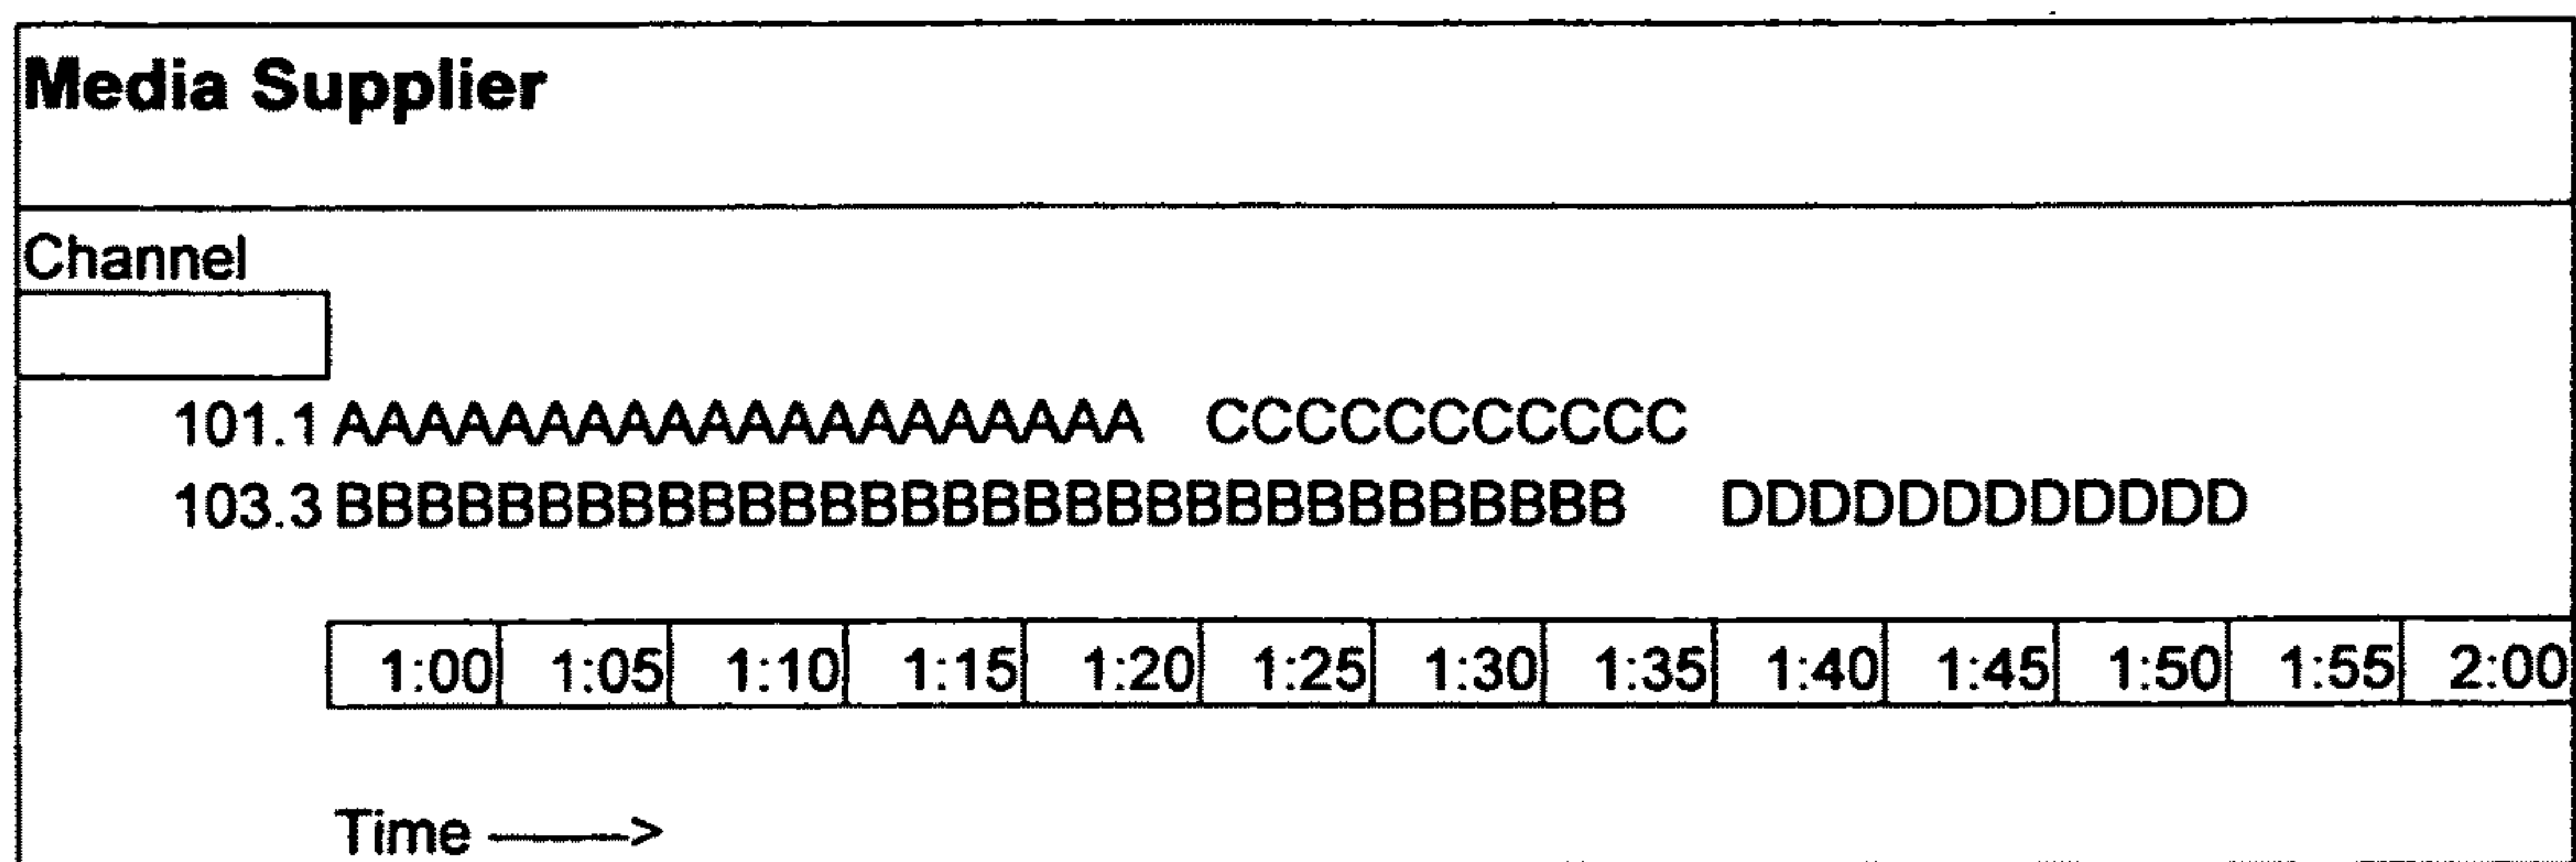 Media Supplier
Channel
101.1 AAAAAAAAAAAAAAAAAAAA CCCCCCCCCCC
103.3 BBBBBBBBBBBBBBBBBBBBBBBBBBBBBBBB DDDDDDDDDDDD
1:00 1:05 1:10 1:15 1:20 1:25 1:30 1:35 1:40 1:45 1:50 1:55 2:00
Time ——>